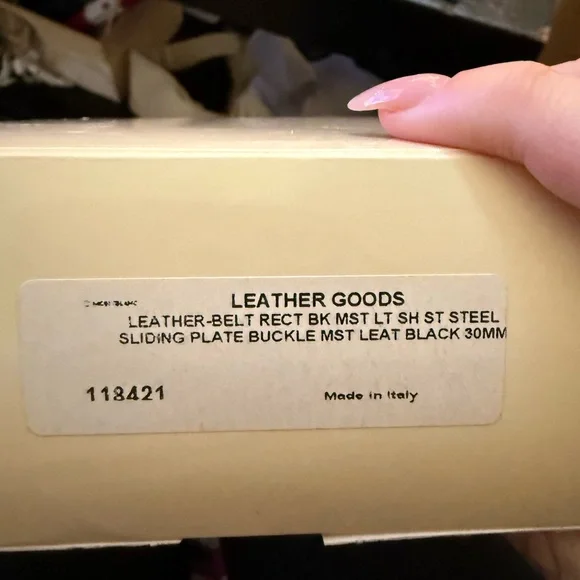 MONTBLANC
LEATHER GOODS
LEATHER-BELT RECT BK MST LT SH ST STEEL
SLIDING PLATE BUCKLE MST LEAT BLACK 30MM
118421
Made in Italy